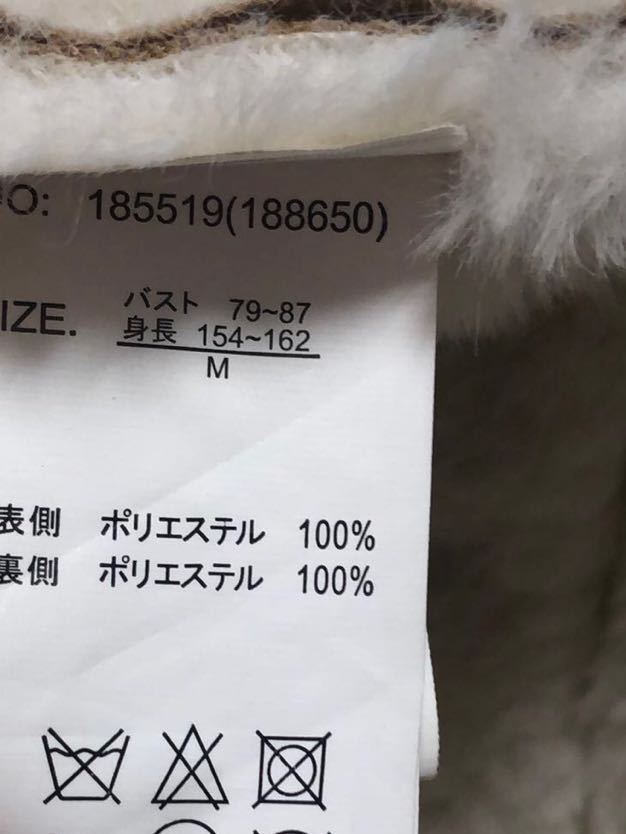 O: 185519(188650)
IZE.
バスト 79~87
身長 154~162
M
表側 ポリエステル 100%
裏側 ポリエステル 100%